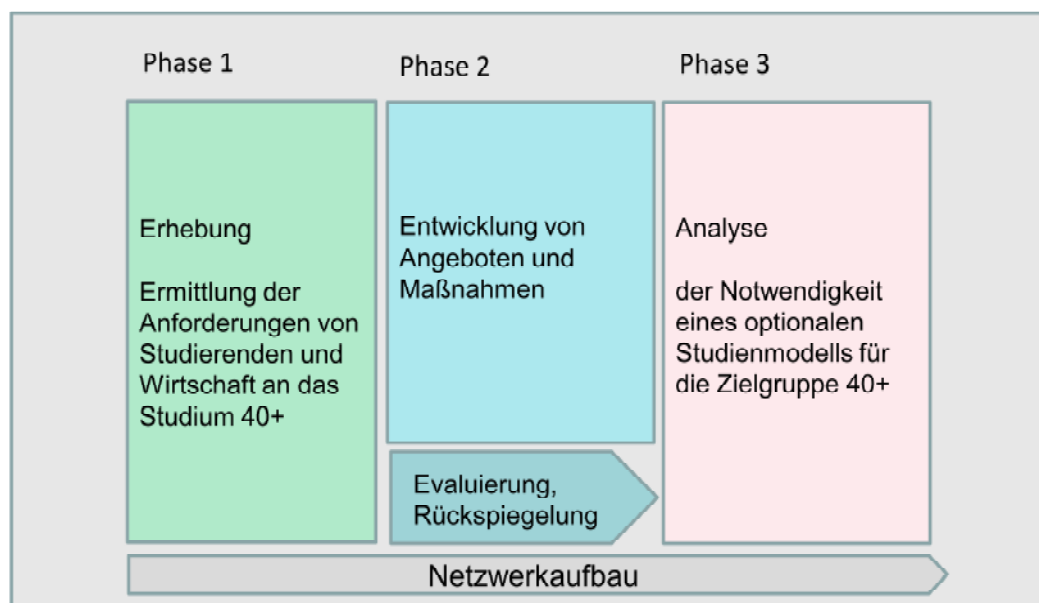 Phase 1
Phase 2
Phase 3
Erhebung
Ermittlung der
Anforderungen von
Studierenden und
Wirtschaft an das
Studium 40+
Entwicklung von
Angeboten und
Maßnahmen
Evaluierung,
Rückspiegelung
Analyse
der Notwendigkeit
eines optionalen
Studienmodells für
die Zielgruppe 40+
Netzwerkaufbau